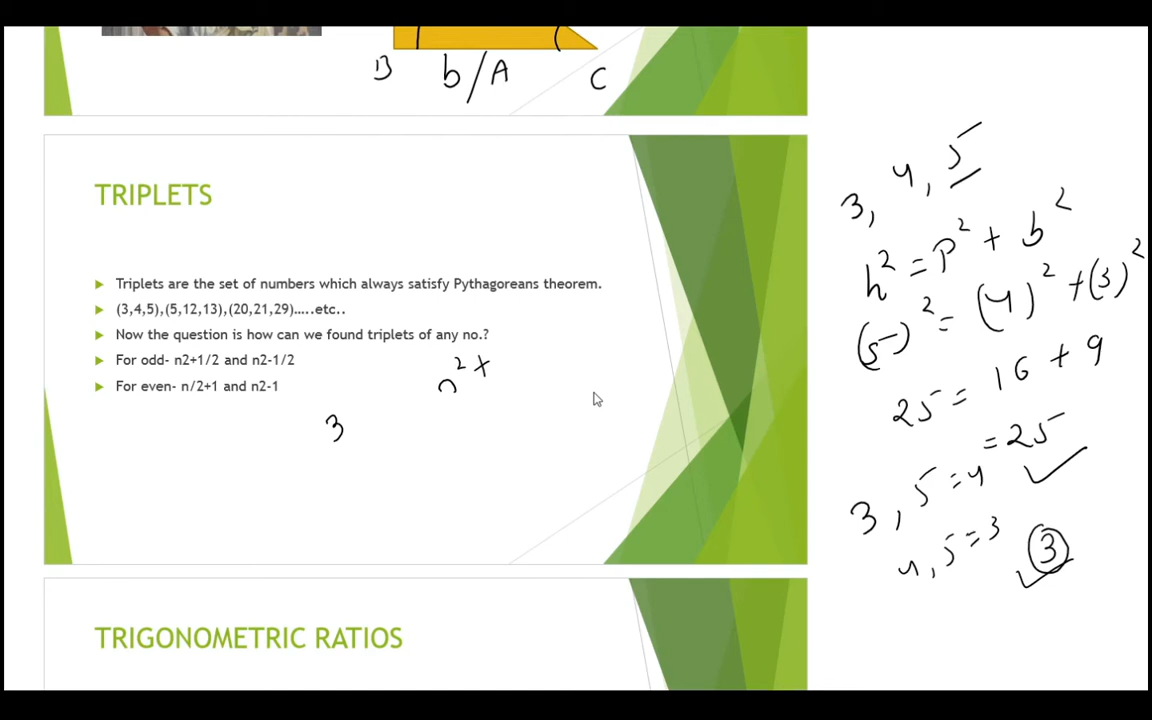 B b/A C
TRIPLETS
Triplets are the set of numbers which always satisfy Pythagoreans theorem.
(3,4,5),(5,12,13),(20,21,29)…..etc..
Now the question is how can we found triplets of any no.?
For odd- n2+1/2 and n2-1/2
For even- n/2+1 and n2-1
n² +
3
3, 4, 5
h² = P² + b²
(5)² = (4)² + (3)²
25 = 16 + 9
= 25
3, 5 = 4
4, 5 = 3
3
TRIGONOMETRIC RATIOS